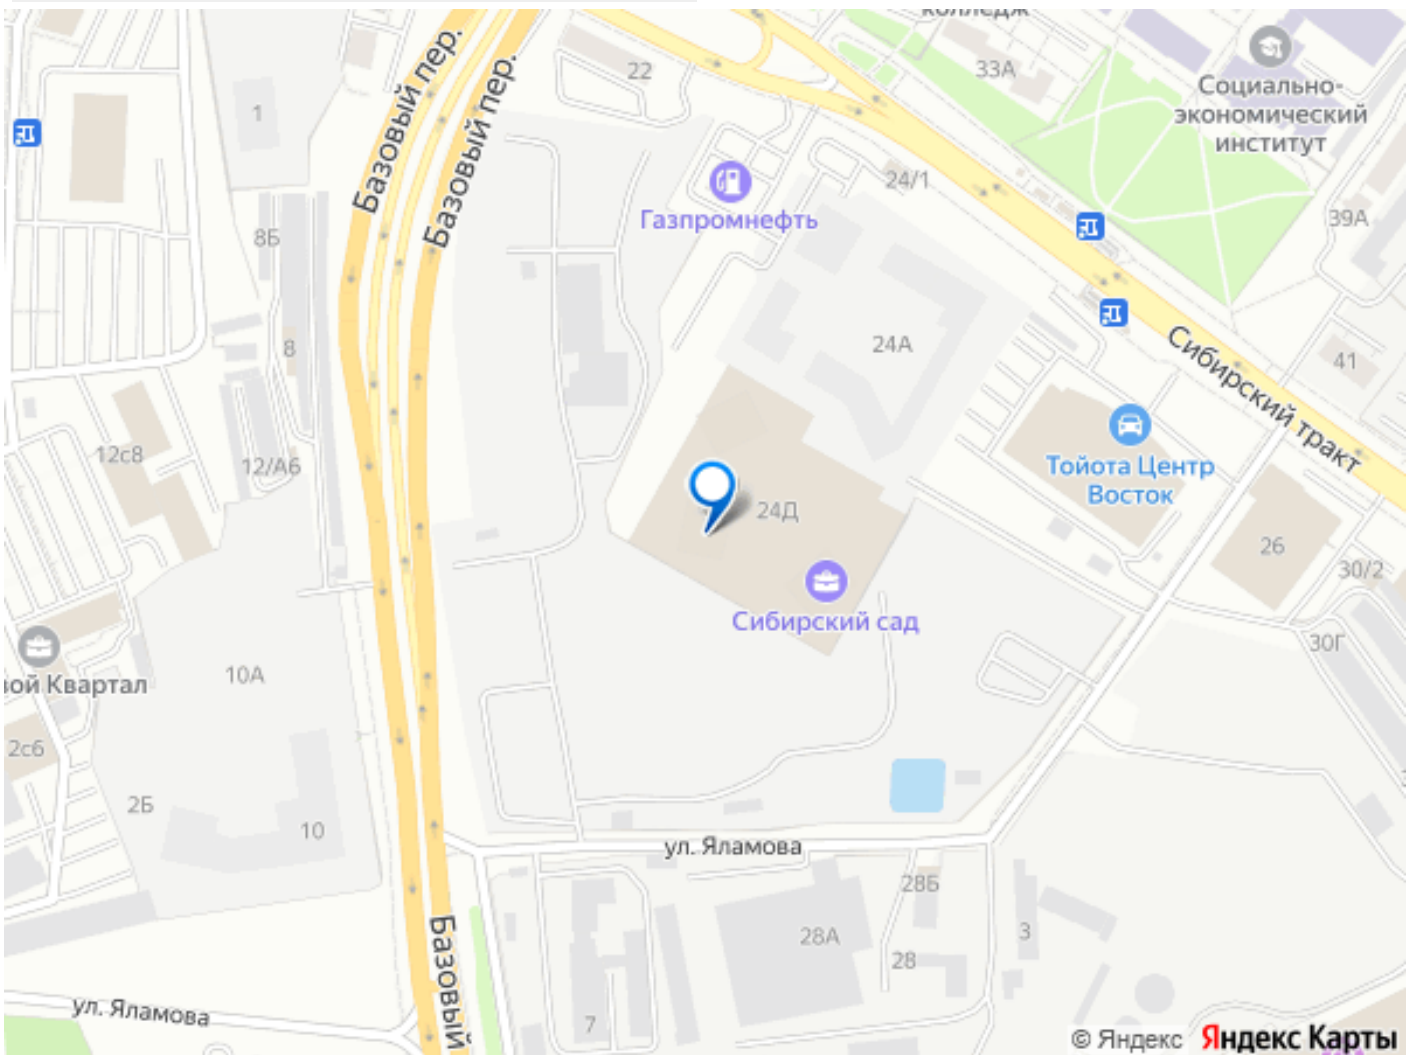 колледж
22
33А
Социально-
экономический
институт
1
Базовый пер.
Базовый пер.
24/1
Газпромнефть
39А
8Б
8
24А
Сибирский тракт
41
12с8
12/А6
Тойота Центр
Восток
24Д
26
30/2
Сибирский сад
30Г
вой Квартал
10А
2с6
2Б
10
ул. Яламова
28Б
28А
3
28
Базовый
7
ул. Яламова
© Яндекс Яндекс Карты